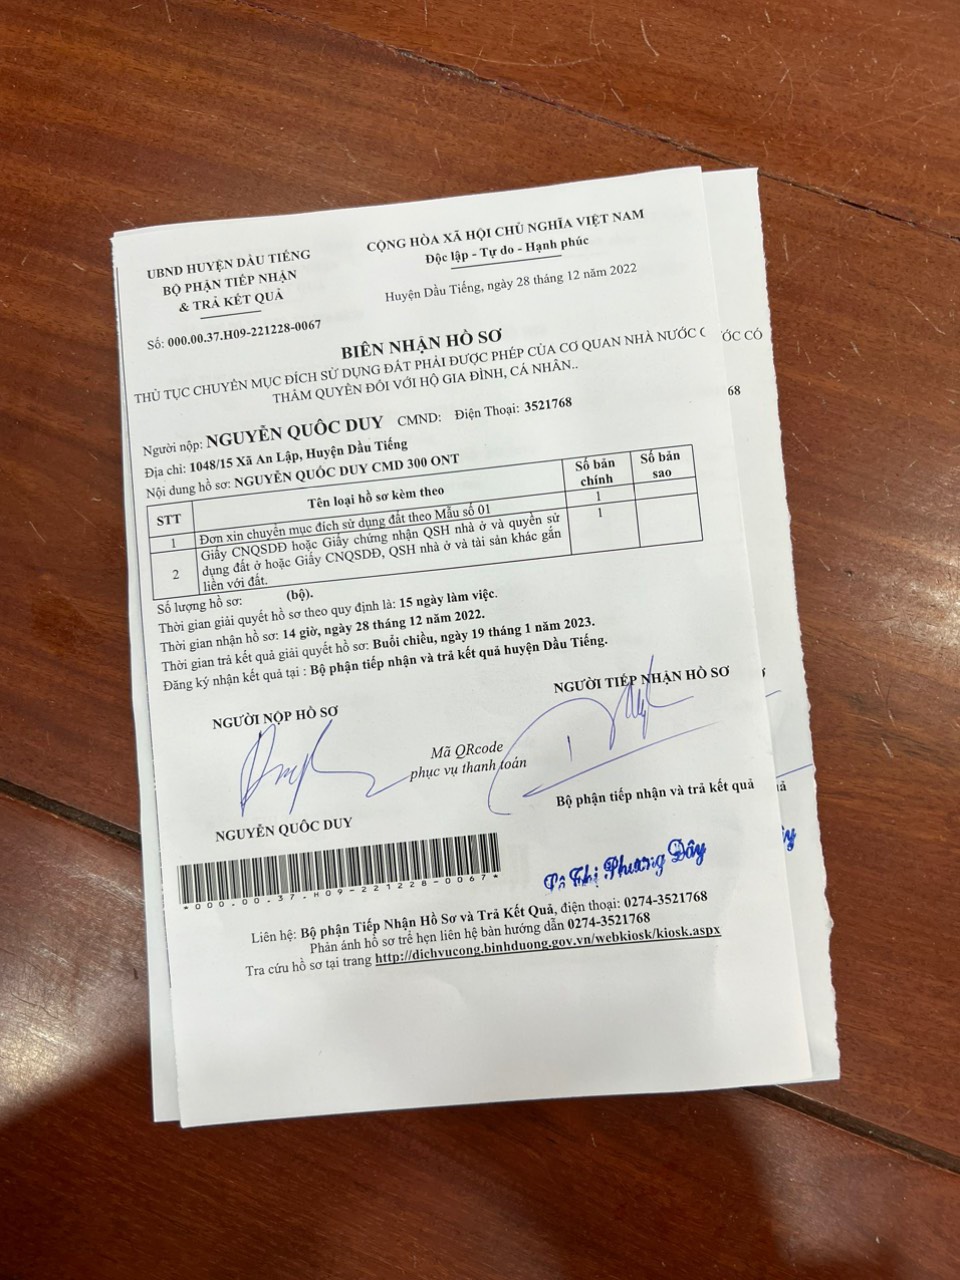 UBND HUYỆN DẦU TIẾNG
BỘ PHẬN TIẾP NHẬN
& TRẢ KẾT QUẢ
Số: 000.00.37.H09-221228-0067
CỘNG HÒA XÃ HỘI CHỦ NGHĨA VIỆT NAM
Độc lập - Tự do - Hạnh phúc
Huyện Dầu Tiếng, ngày 28 tháng 12 năm 2022
BIÊN NHẬN HỒ SƠ
THỦ TỤC CHUYỂN MỤC ĐÍCH SỬ DỤNG ĐẤT PHẢI ĐƯỢC PHÉP CỦA CƠ QUAN NHÀ NƯỚC C
THẨM QUYỀN ĐỐI VỚI HỘ GIA ĐÌNH, CÁ NHÂN..
ỚC CÓ
68
Người nộp: NGUYỄN QUỐC DUY CMND: Điện Thoại: 3521768
Địa chỉ: 1048/15 Xã An Lập, Huyện Dầu Tiếng
Nội dung hồ sơ: NGUYỄN QUỐC DUY CMD 300 ONT
STT Tên loại hồ sơ kèm theo Số bản chính Số bản sao
1 Đơn xin chuyển mục đích sử dụng đất theo Mẫu số 01 1
2 Giấy CNQSDĐ hoặc Giấy chứng nhận QSH nhà ở và quyền sử 1
dụng đất ở hoặc Giấy CNQSDĐ, QSH nhà ở và tài sản khác gắn
liền với đất.
Số lượng hồ sơ: (bộ).
Thời gian giải quyết hồ sơ theo quy định là: 15 ngày làm việc.
Thời gian nhận hồ sơ: 14 giờ, ngày 28 tháng 12 năm 2022.
Thời gian trả kết quả giải quyết hồ sơ: Buổi chiều, ngày 19 tháng 1 năm 2023.
Đăng ký nhận kết quả tại : Bộ phận tiếp nhận và trả kết quả huyện Dầu Tiếng.
NGƯỜI NỘP HỒ SƠ
NGƯỜI TIẾP NHẬN HỒ SƠ
Mã QRcode
phục vụ thanh toán
Bộ phận tiếp nhận và trả kết quả
NGUYỄN QUỐC DUY
*000.00.37.H09-221228-0067*
Tô Thị Phương Đây
Liên hệ: Bộ phận Tiếp Nhận Hồ Sơ và Trả Kết Quả, điện thoại: 0274-3521768
Phản ánh hồ sơ trể hẹn liên hệ bàn hướng dẫn 0274-3521768
Tra cứu hồ sơ tại trang http://dichvucong.binhduong.gov.vn/webkiosk/kiosk.aspx